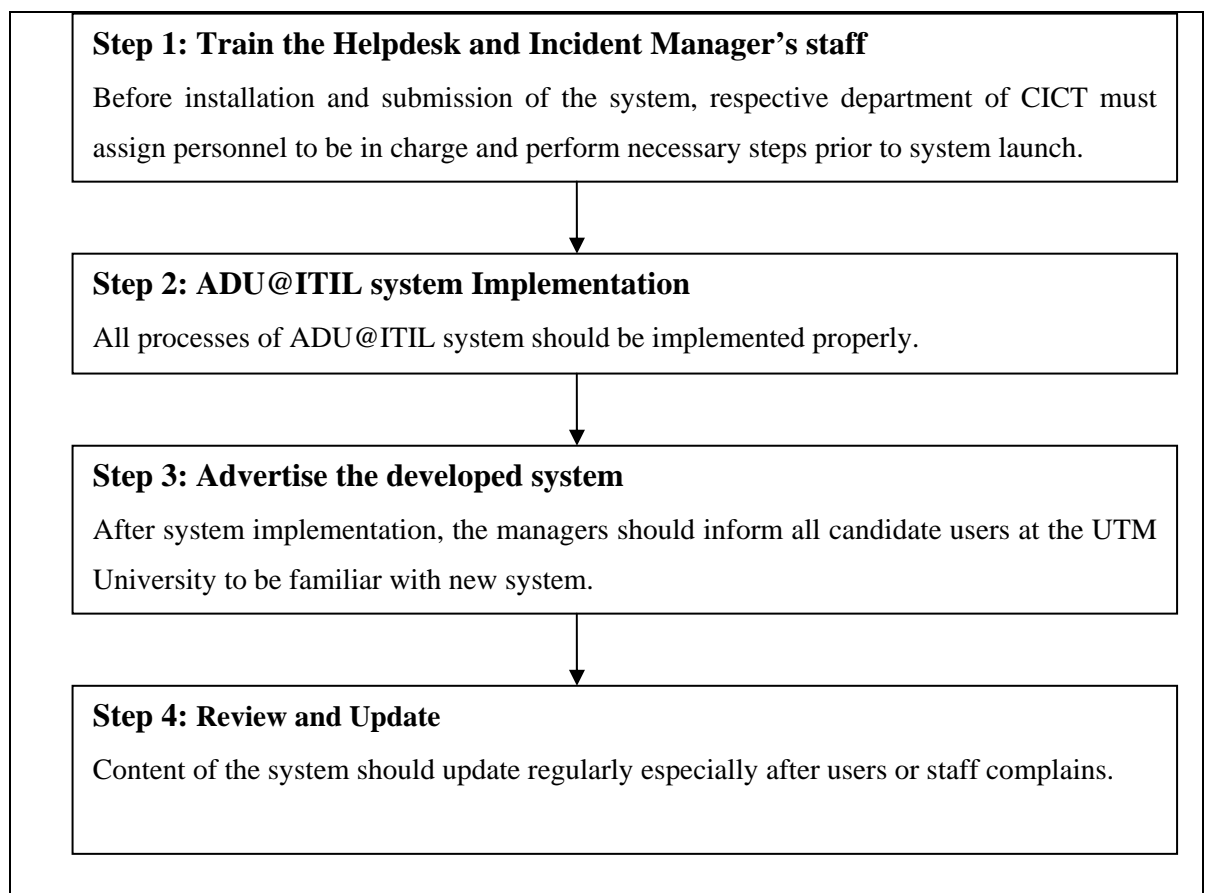 Step 1: Train the Helpdesk and Incident Manager’s staff
Before installation and submission of the system, respective department of CICT must
assign personnel to be in charge and perform necessary steps prior to system launch.
Step 2: ADU@ITIL system Implementation
All processes of ADU@ITIL system should be implemented properly.
Step 3: Advertise the developed system
After system implementation, the managers should inform all candidate users at the UTM
University to be familiar with new system.
Step 4: Review and Update
Content of the system should update regularly especially after users or staff complains.